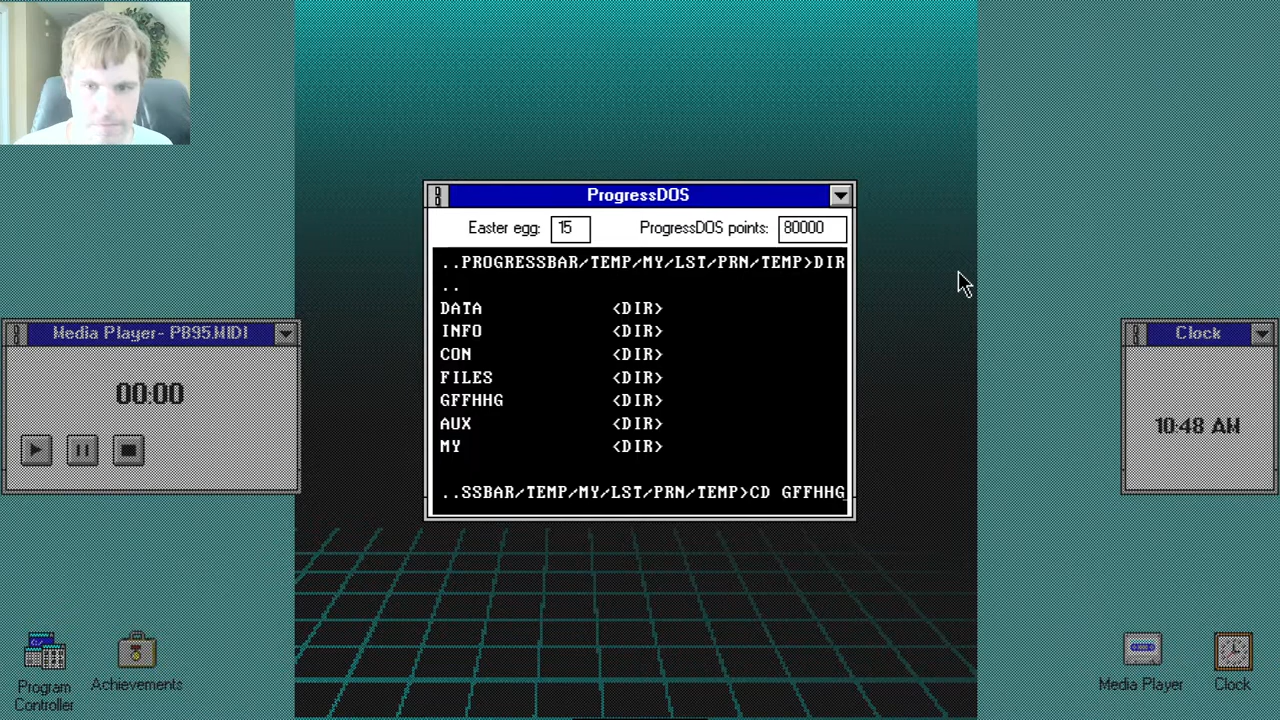 ProgressDOS
Easter egg: 15 ProgressDOS points: 80000
..PROGRESSBAR/TEMP/MY/LST/PRN/TEMP>DIR
..
DATA <DIR>
INFO <DIR>
CON <DIR>
FILES <DIR>
GFFHHG <DIR>
AUX <DIR>
MY <DIR>
..SSBAR/TEMP/MY/LST/PRN/TEMP>CD GFFHHG_
Media Player- PB95.MIDI
00:00
Clock
10:48 AM
Program
Controller
Achievements
Media Player
Clock